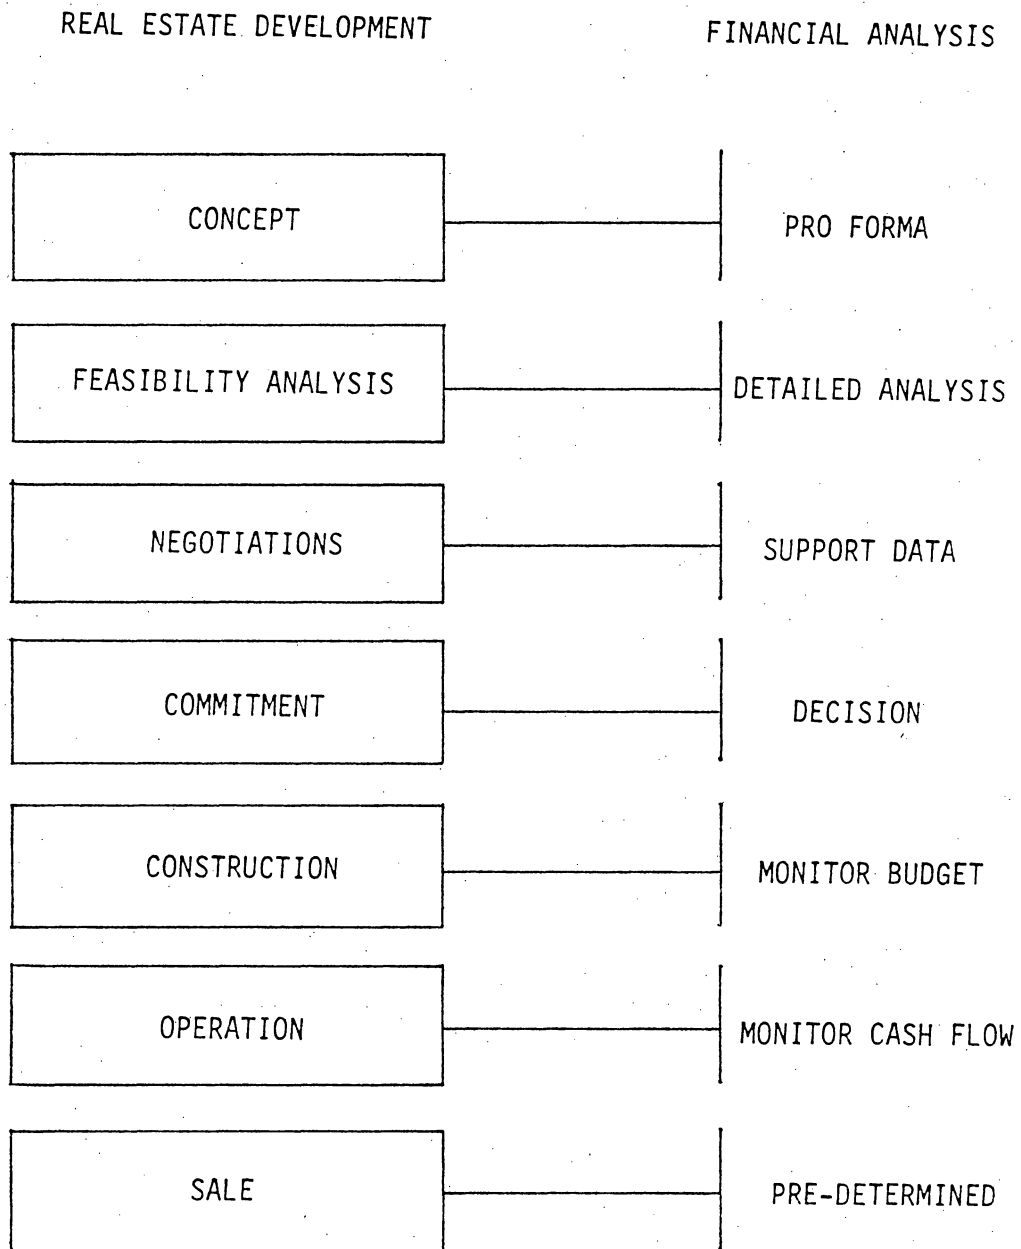 REAL ESTATE DEVELOPMENT
FINANCIAL ANALYSIS
CONCEPT
PRO FORMA
FEASIBILITY ANALYSIS
DETAILED ANALYSIS
NEGOTIATIONS
SUPPORT DATA
COMMITMENT
DECISION
CONSTRUCTION
MONITOR BUDGET
OPERATION
MONITOR CASH FLOW
SALE
PRE-DETERMINED